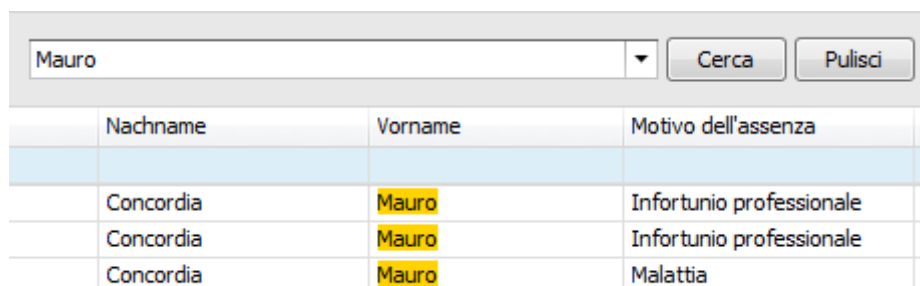 Mauro Cerca Pulisci
Nachname Vorname Motivo dell'assenza
Concordia Mauro Infortunio professionale
Concordia Mauro Infortunio professionale
Concordia Mauro Malattia